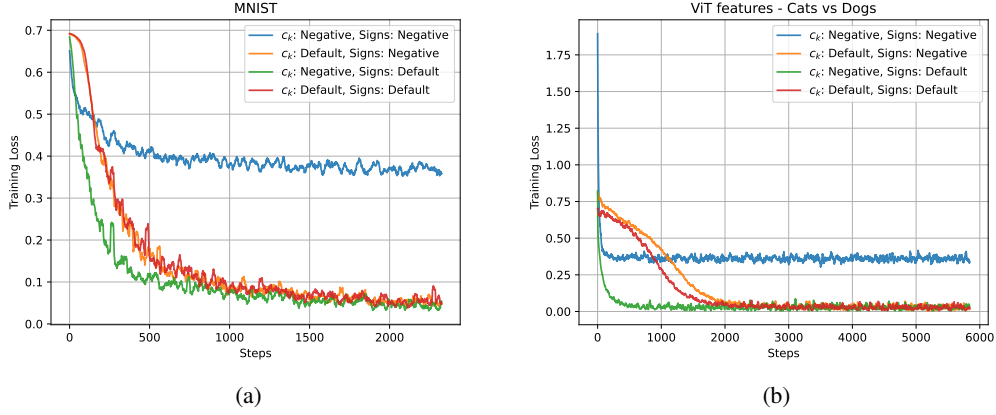 MNIST
0.7
0.6
0.5
0.4
0.3
0.2
0.1
0.0
Training Loss
0
500
1000
1500
2000
Steps
c_k: Negative, Signs: Negative
c_k: Default, Signs: Negative
c_k: Negative, Signs: Default
c_k: Default, Signs: Default
(a)
ViT features - Cats vs Dogs
1.75
1.50
1.25
1.00
0.75
0.50
0.25
0.00
Training Loss
0
1000
2000
3000
4000
5000
6000
Steps
c_k: Negative, Signs: Negative
c_k: Default, Signs: Negative
c_k: Negative, Signs: Default
c_k: Default, Signs: Default
(b)